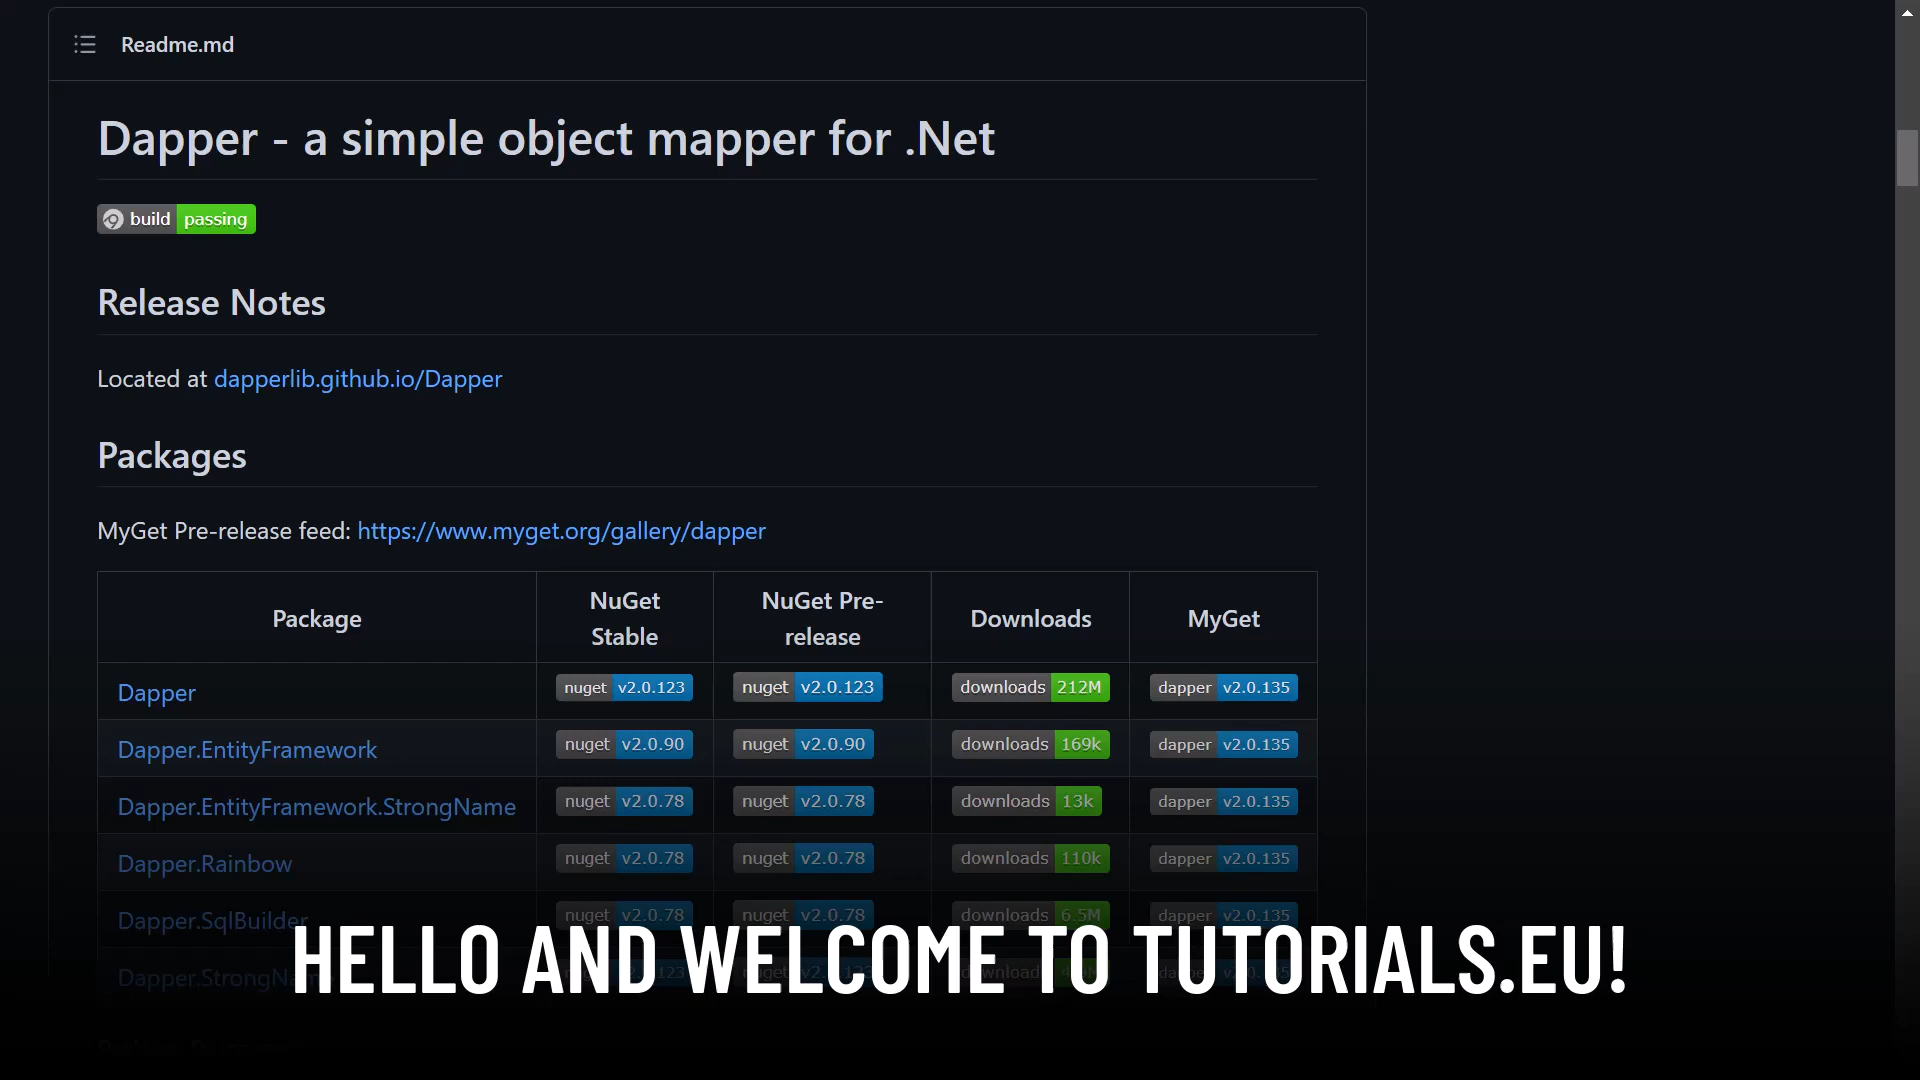 Readme.md
Dapper - a simple object mapper for .Net
build passing
Release Notes
Located at dapperlib.github.io/Dapper
Packages
MyGet Pre-release feed: https://www.myget.org/gallery/dapper
Package NuGet Stable NuGet Pre-release Downloads MyGet
Dapper nuget v2.0.123 nuget v2.0.123 downloads 212M dapper v2.0.135
Dapper.EntityFramework nuget v2.0.90 nuget v2.0.90 downloads 169k dapper v2.0.135
Dapper.EntityFramework.StrongName nuget v2.0.78 nuget v2.0.78 downloads 13k dapper v2.0.135
Dapper.Rainbow nuget v2.0.78 nuget v2.0.78 downloads 110k dapper v2.0.135
Dapper.SqlBuilder nuget v2.0.78 nuget v2.0.78 downloads 6.5M dapper v2.0.135
HELLO AND WELCOME TO TUTORIALS.EU!